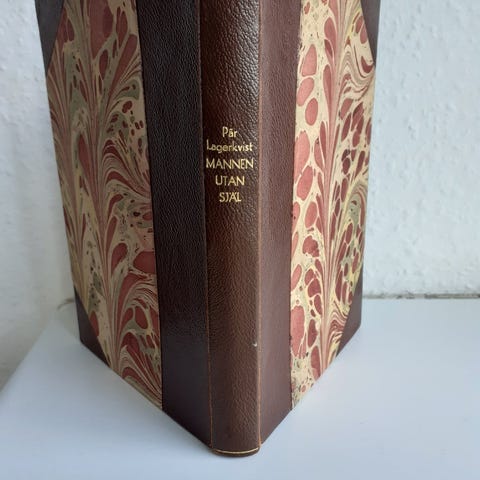 Pär
Lagerkvist
MANNEN
UTAN
SJÄL